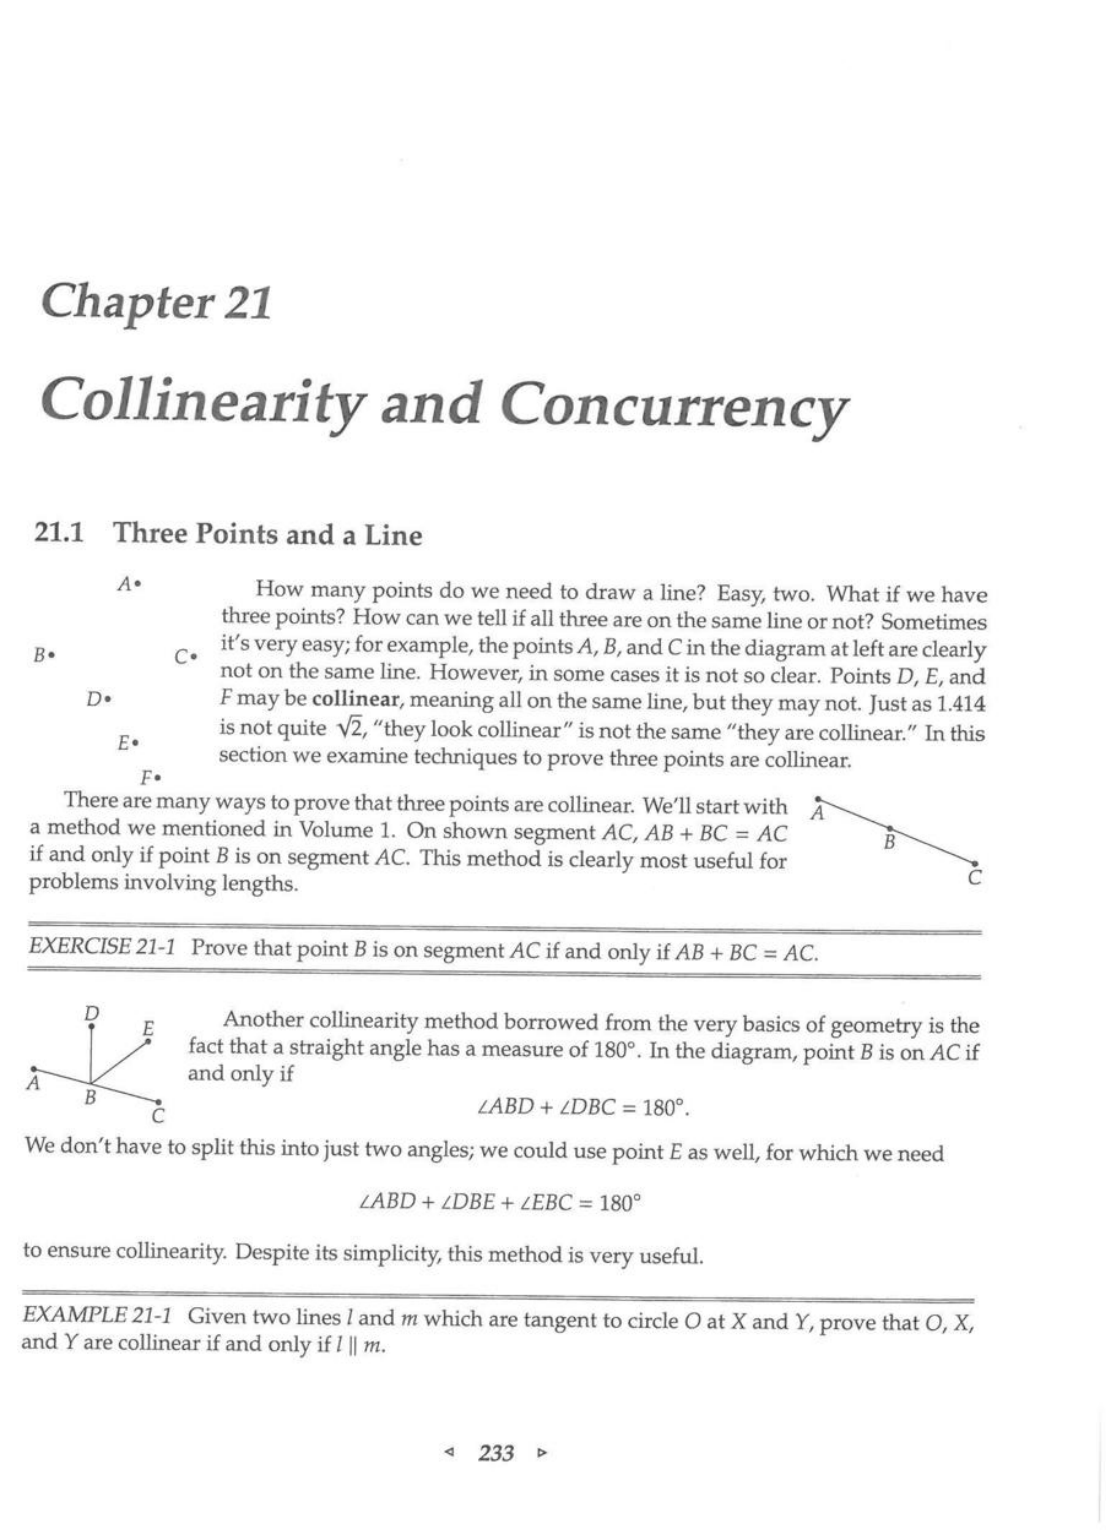 Chapter 21
Collinearity and Concurrency
21.1 Three Points and a Line
A
B
C
D
E
F
How many points do we need to draw a line? Easy, two. What if we have
three points? How can we tell if all three are on the same line or not? Sometimes
it's very easy; for example, the points A, B, and C in the diagram at left are clearly
not on the same line. However, in some cases it is not so clear. Points D, E, and
F may be collinear, meaning all on the same line, but they may not. Just as 1.414
is not quite √2, "they look collinear" is not the same "they are collinear." In this
section we examine techniques to prove three points are collinear.
There are many ways to prove that three points are collinear. We'll start with
a method we mentioned in Volume 1. On shown segment AC, AB + BC = AC
if and only if point B is on segment AC. This method is clearly most useful for
problems involving lengths.
A
B
C
EXERCISE 21-1 Prove that point B is on segment AC if and only if AB + BC = AC.
D
E
A
B
C
Another collinearity method borrowed from the very basics of geometry is the
fact that a straight angle has a measure of 180°. In the diagram, point B is on AC if
and only if
∠ABD + ∠DBC = 180°.
We don't have to split this into just two angles; we could use point E as well, for which we need
∠ABD + ∠DBE + ∠EBC = 180°
to ensure collinearity. Despite its simplicity, this method is very useful.
EXAMPLE 21-1 Given two lines l and m which are tangent to circle O at X and Y, prove that O, X,
and Y are collinear if and only if l || m.
◃ 233 ▹